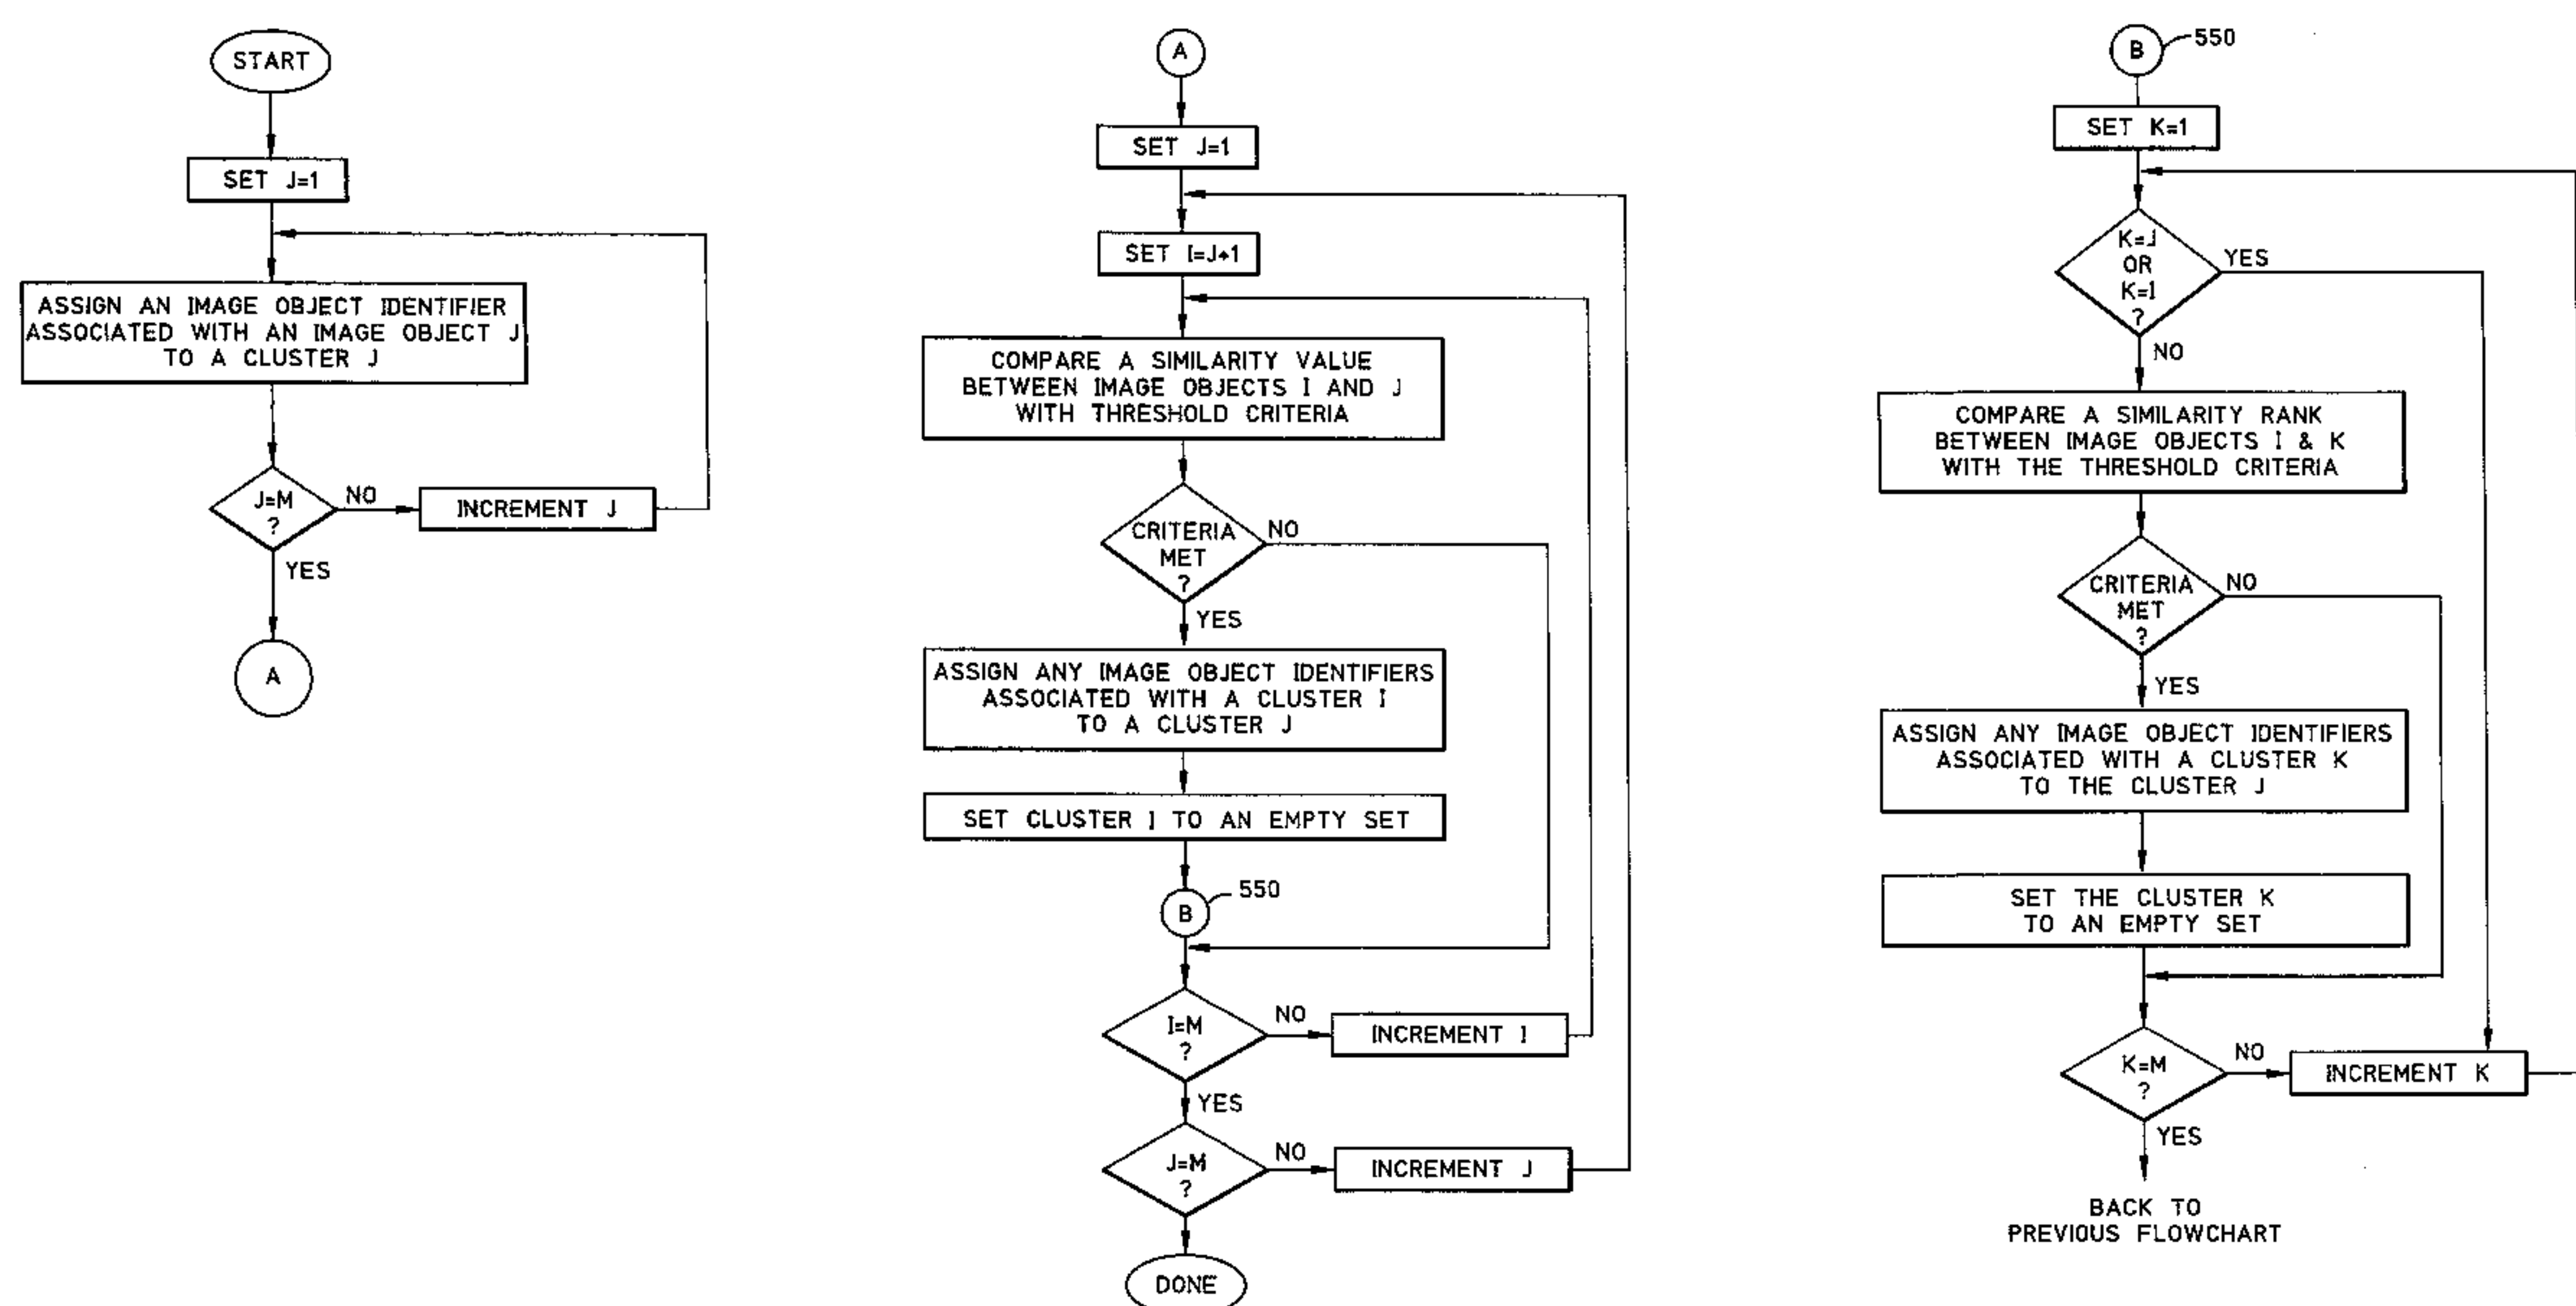 START
SET J=1
ASSIGN AN IMAGE OBJECT IDENTIFIER
ASSOCIATED WITH AN IMAGE OBJECT J
TO A CLUSTER J
J=M
?
NO
INCREMENT J
YES
A
A
SET J=1
SET I=J+1
COMPARE A SIMILARITY VALUE
BETWEEN IMAGE OBJECTS I AND J
WITH THRESHOLD CRITERIA
CRITERIA
MET
?
NO
YES
ASSIGN ANY IMAGE OBJECT IDENTIFIERS
ASSOCIATED WITH A CLUSTER I
TO A CLUSTER J
SET CLUSTER I TO AN EMPTY SET
B
550
I=M
?
NO
INCREMENT I
YES
J=M
?
NO
INCREMENT J
DONE
B
550
SET K=1
K=J
OR
K=I
?
YES
NO
COMPARE A SIMILARITY RANK
BETWEEN IMAGE OBJECTS I & K
WITH THE THRESHOLD CRITERIA
CRITERIA
MET
?
NO
YES
ASSIGN ANY IMAGE OBJECT IDENTIFIERS
ASSOCIATED WITH A CLUSTER K
TO THE CLUSTER J
SET THE CLUSTER K
TO AN EMPTY SET
K=M
?
NO
INCREMENT K
YES
BACK TO
PREVIOUS FLOWCHART